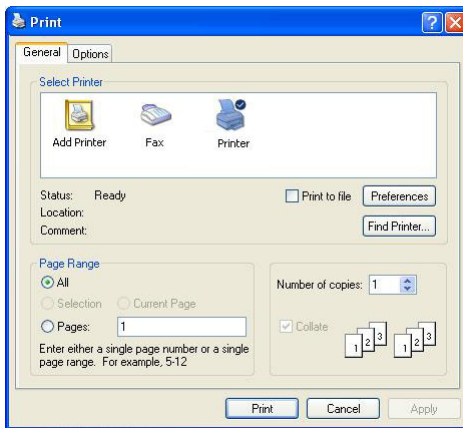 Print
General Options
Select Printer
Add Printer Fax Printer
Status: Ready
Location:
Comment:
Print to file Preferences
Find Printer...
Page Range
All
Selection Current Page
Pages: 1
Enter either a single page number or a single
page range. For example, 5-12
Number of copies: 1
Collate
1 2 3 1 2 3
Print Cancel Apply